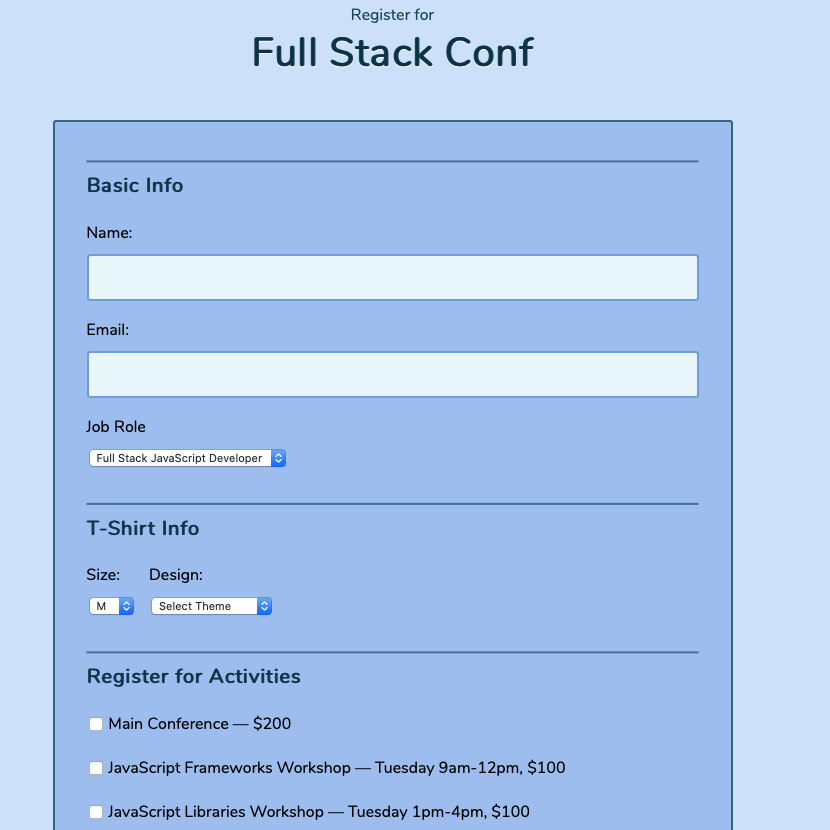 Register for
Full Stack Conf
Basic Info
Name:
Email:
Job Role
Full Stack JavaScript Developer
T-Shirt Info
Size: Design:
M Select Theme
Register for Activities
Main Conference — $200
JavaScript Frameworks Workshop — Tuesday 9am-12pm, $100
JavaScript Libraries Workshop — Tuesday 1pm-4pm, $100